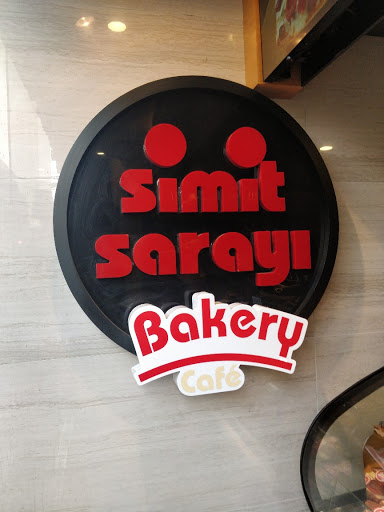 simit
sarayı
Bakery
Café